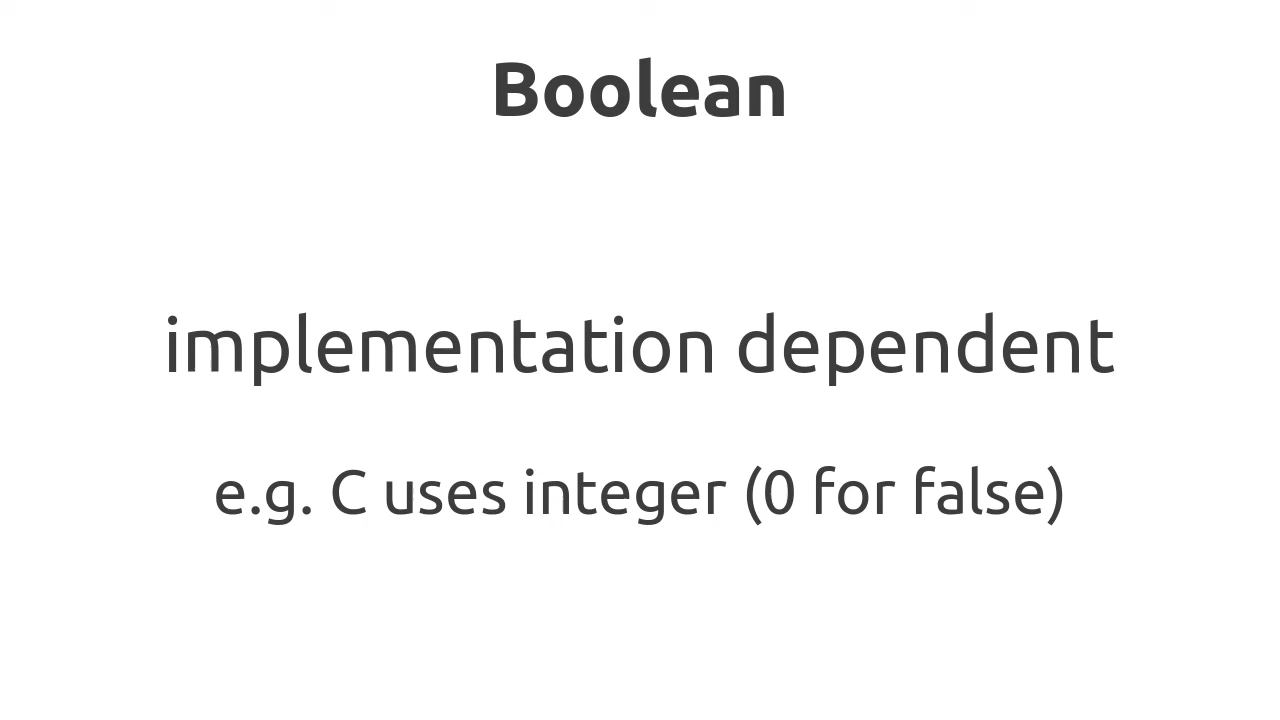 Boolean
implementation dependent
e.g. C uses integer (0 for false)